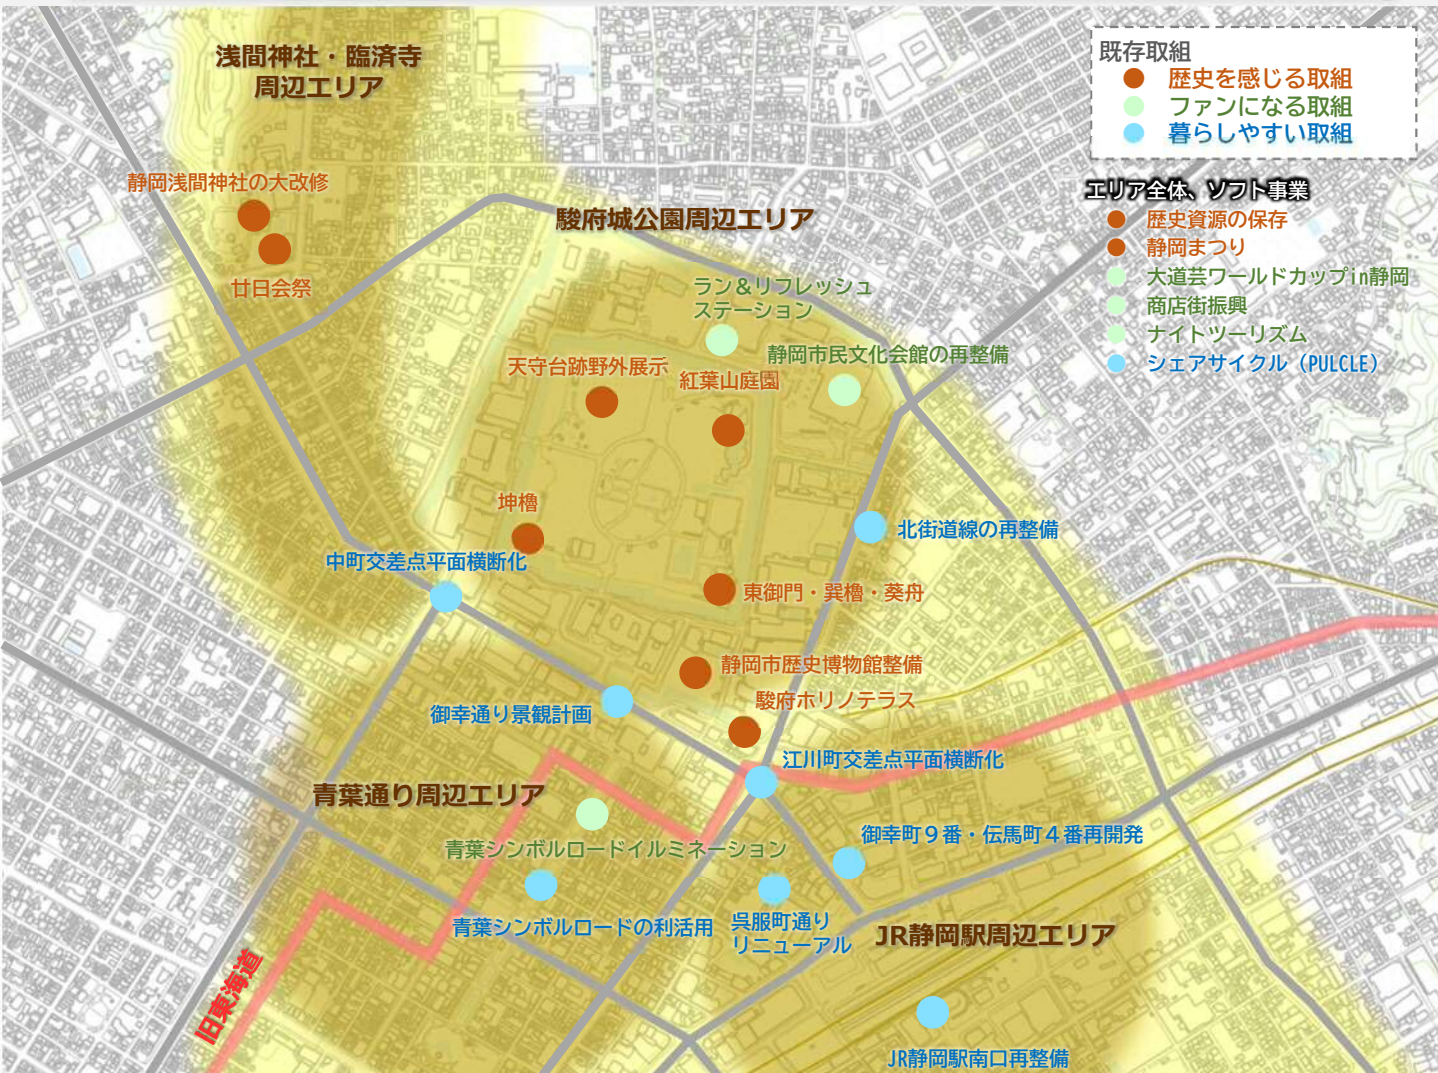 浅間神社・臨済寺
周辺エリア
既存取組
歴史を感じる取組
ファンになる取組
暮らしやすい取組
エリア全体、ソフト事業
歴史資源の保存
静岡まつり
大道芸ワールドカップin静岡
商店街振興
ナイトツーリズム
シェアサイクル（PULCLE）
静岡浅間神社の大改修
廿日会祭
駿府城公園周辺エリア
ラン＆リフレッシュ
ステーション
静岡市民文化会館の再整備
天守台跡野外展示
紅葉山庭園
坤櫓
北街道線の再整備
中町交差点平面横断化
東御門・巽櫓・葵舟
静岡市歴史博物館整備
駿府ホリノテラス
御幸通り景観計画
江川町交差点平面横断化
青葉通り周辺エリア
御幸町９番・伝馬町４番再開発
青葉シンボルロードイルミネーション
青葉シンボルロードの利活用
呉服町通り
リニューアル
JR静岡駅周辺エリア
旧東海道
JR静岡駅南口再整備